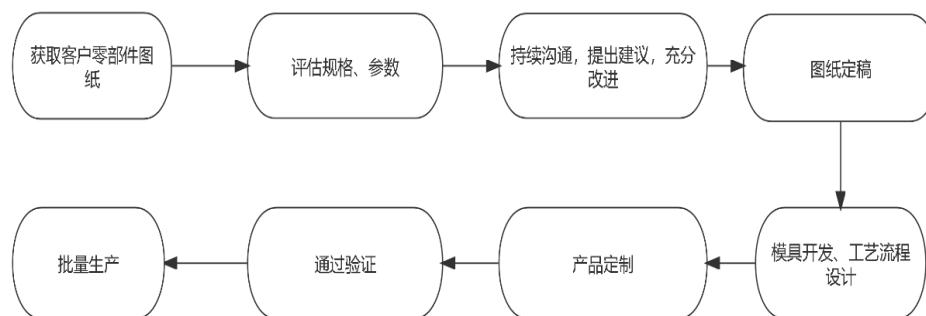 获取客户零部件图
纸
评估规格、参数
持续沟通，提出建议，充分
改进
图纸定稿
模具开发、工艺流程
设计
产品定制
通过验证
批量生产